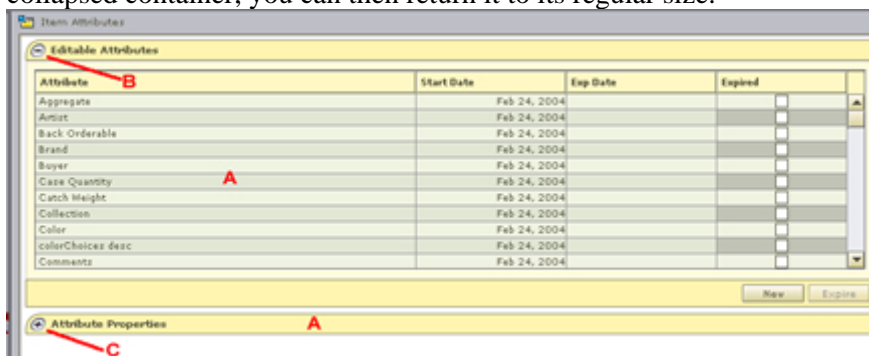 collapsed container, you can then return it to its regular size.
Item Attributes
Editable Attributes
B
Attribute Start Date Exp Date Expired
Aggregate Feb 24, 2004
Artist Feb 24, 2004
Back Orderable Feb 24, 2004
Brand Feb 24, 2004
Buyer Feb 24, 2004
Case Quantity A Feb 24, 2004
Catch Weight Feb 24, 2004
Collection Feb 24, 2004
Color Feb 24, 2004
colorChoices desc Feb 24, 2004
Comments Feb 24, 2004
New Expire
Attribute Properties A
C